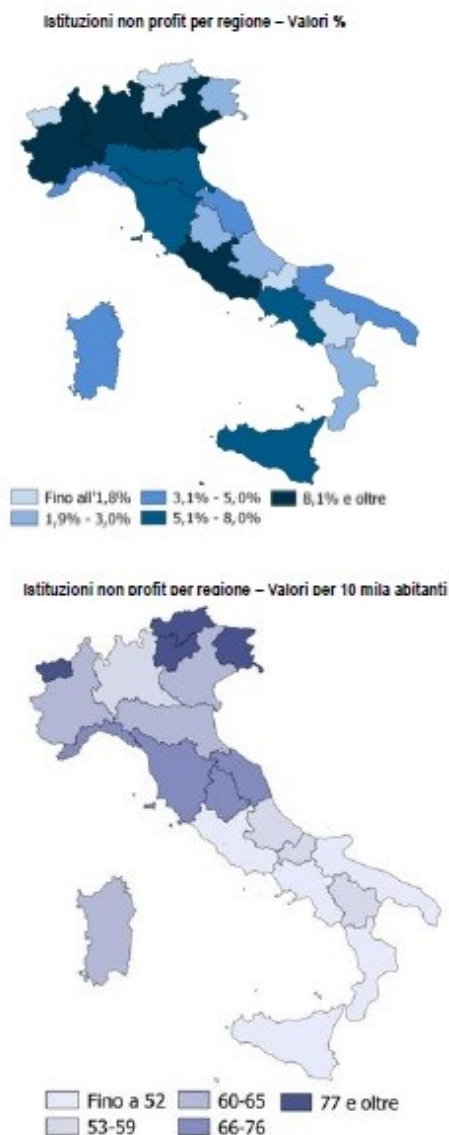 Istituzioni non profit per regione – Valori %
Fino all'1,8% 3,1% - 5,0% 8,1% e oltre
1,9% - 3,0% 5,1% - 8,0%
Istituzioni non profit per regione – Valori per 10 mila abitanti
Fino a 52 60-65 77 e oltre
53-59 66-76